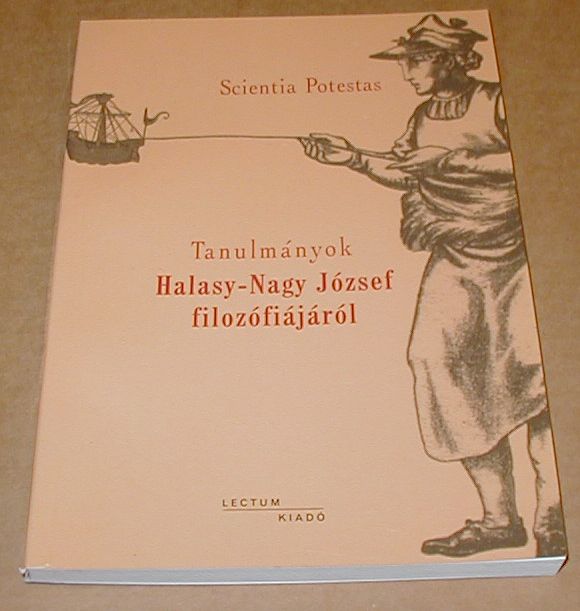 Scientia Potestas
Tanulmányok
Halasy-Nagy József
filozófiájáról
LECTUM
KIADÓ